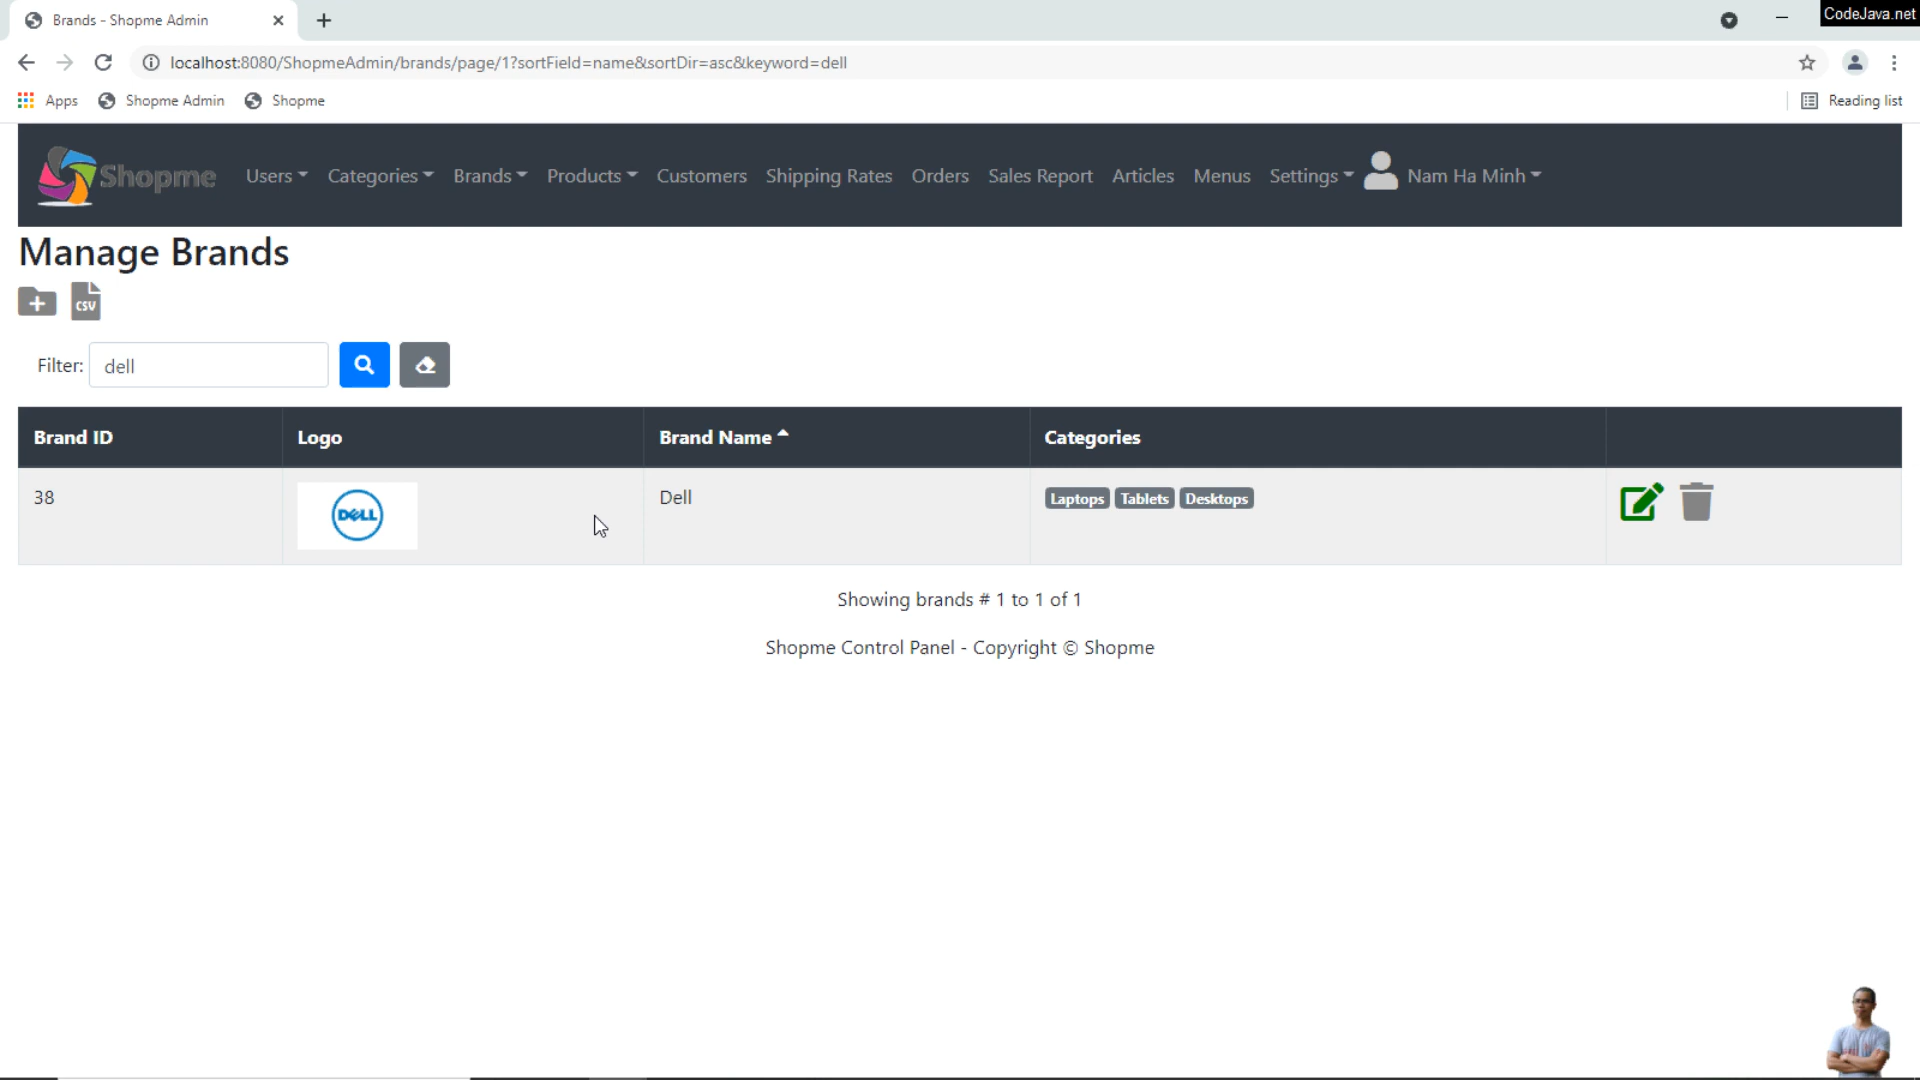 Brands - Shopme Admin
CodeJava.net
localhost:8080/ShopmeAdmin/brands/page/1?sortField=name&sortDir=asc&keyword=dell
Apps Shopme Admin Shopme Reading list
Shopme Users Categories Brands Products Customers Shipping Rates Orders Sales Report Articles Menus Settings Nam Ha Minh
Manage Brands
CSV
Filter: dell
Brand ID Logo Brand Name Categories
38 DELL Dell Laptops Tablets Desktops
Showing brands # 1 to 1 of 1
Shopme Control Panel - Copyright © Shopme